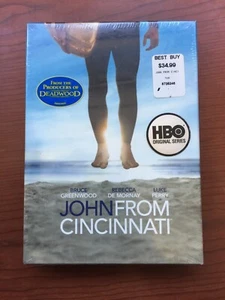 FROM THE
PRODUCERS OF
DEADWOOD
BEST BUY
$34.99
HBO
ORIGINAL SERIES
BRUCE
GREENWOOD
REBECCA
DE MORNAY
LUKE
PERRY
JOHN FROM
CINCINNATI